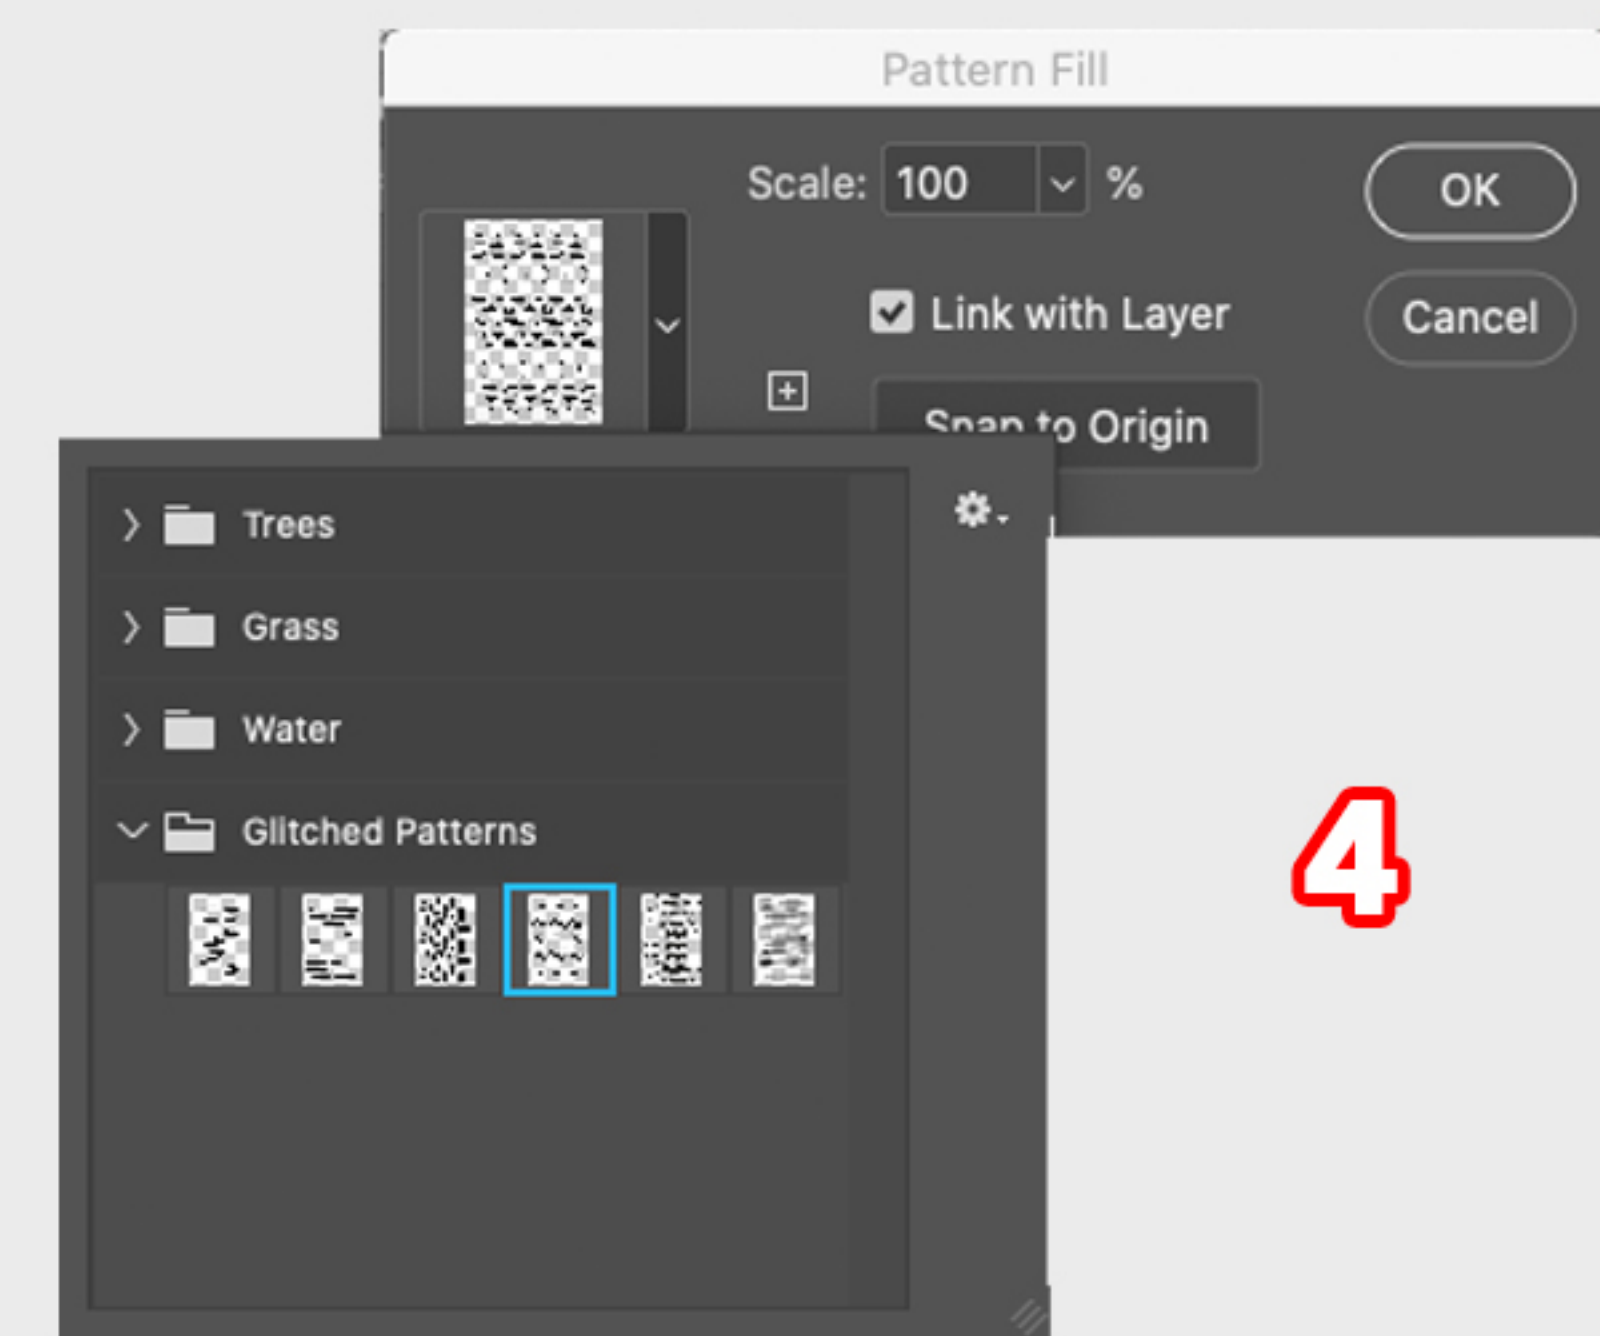 Pattern Fill
Scale: 100 %
OK
Link with Layer
Cancel
Snap to Origin
Trees
Grass
Water
Glitched Patterns
4